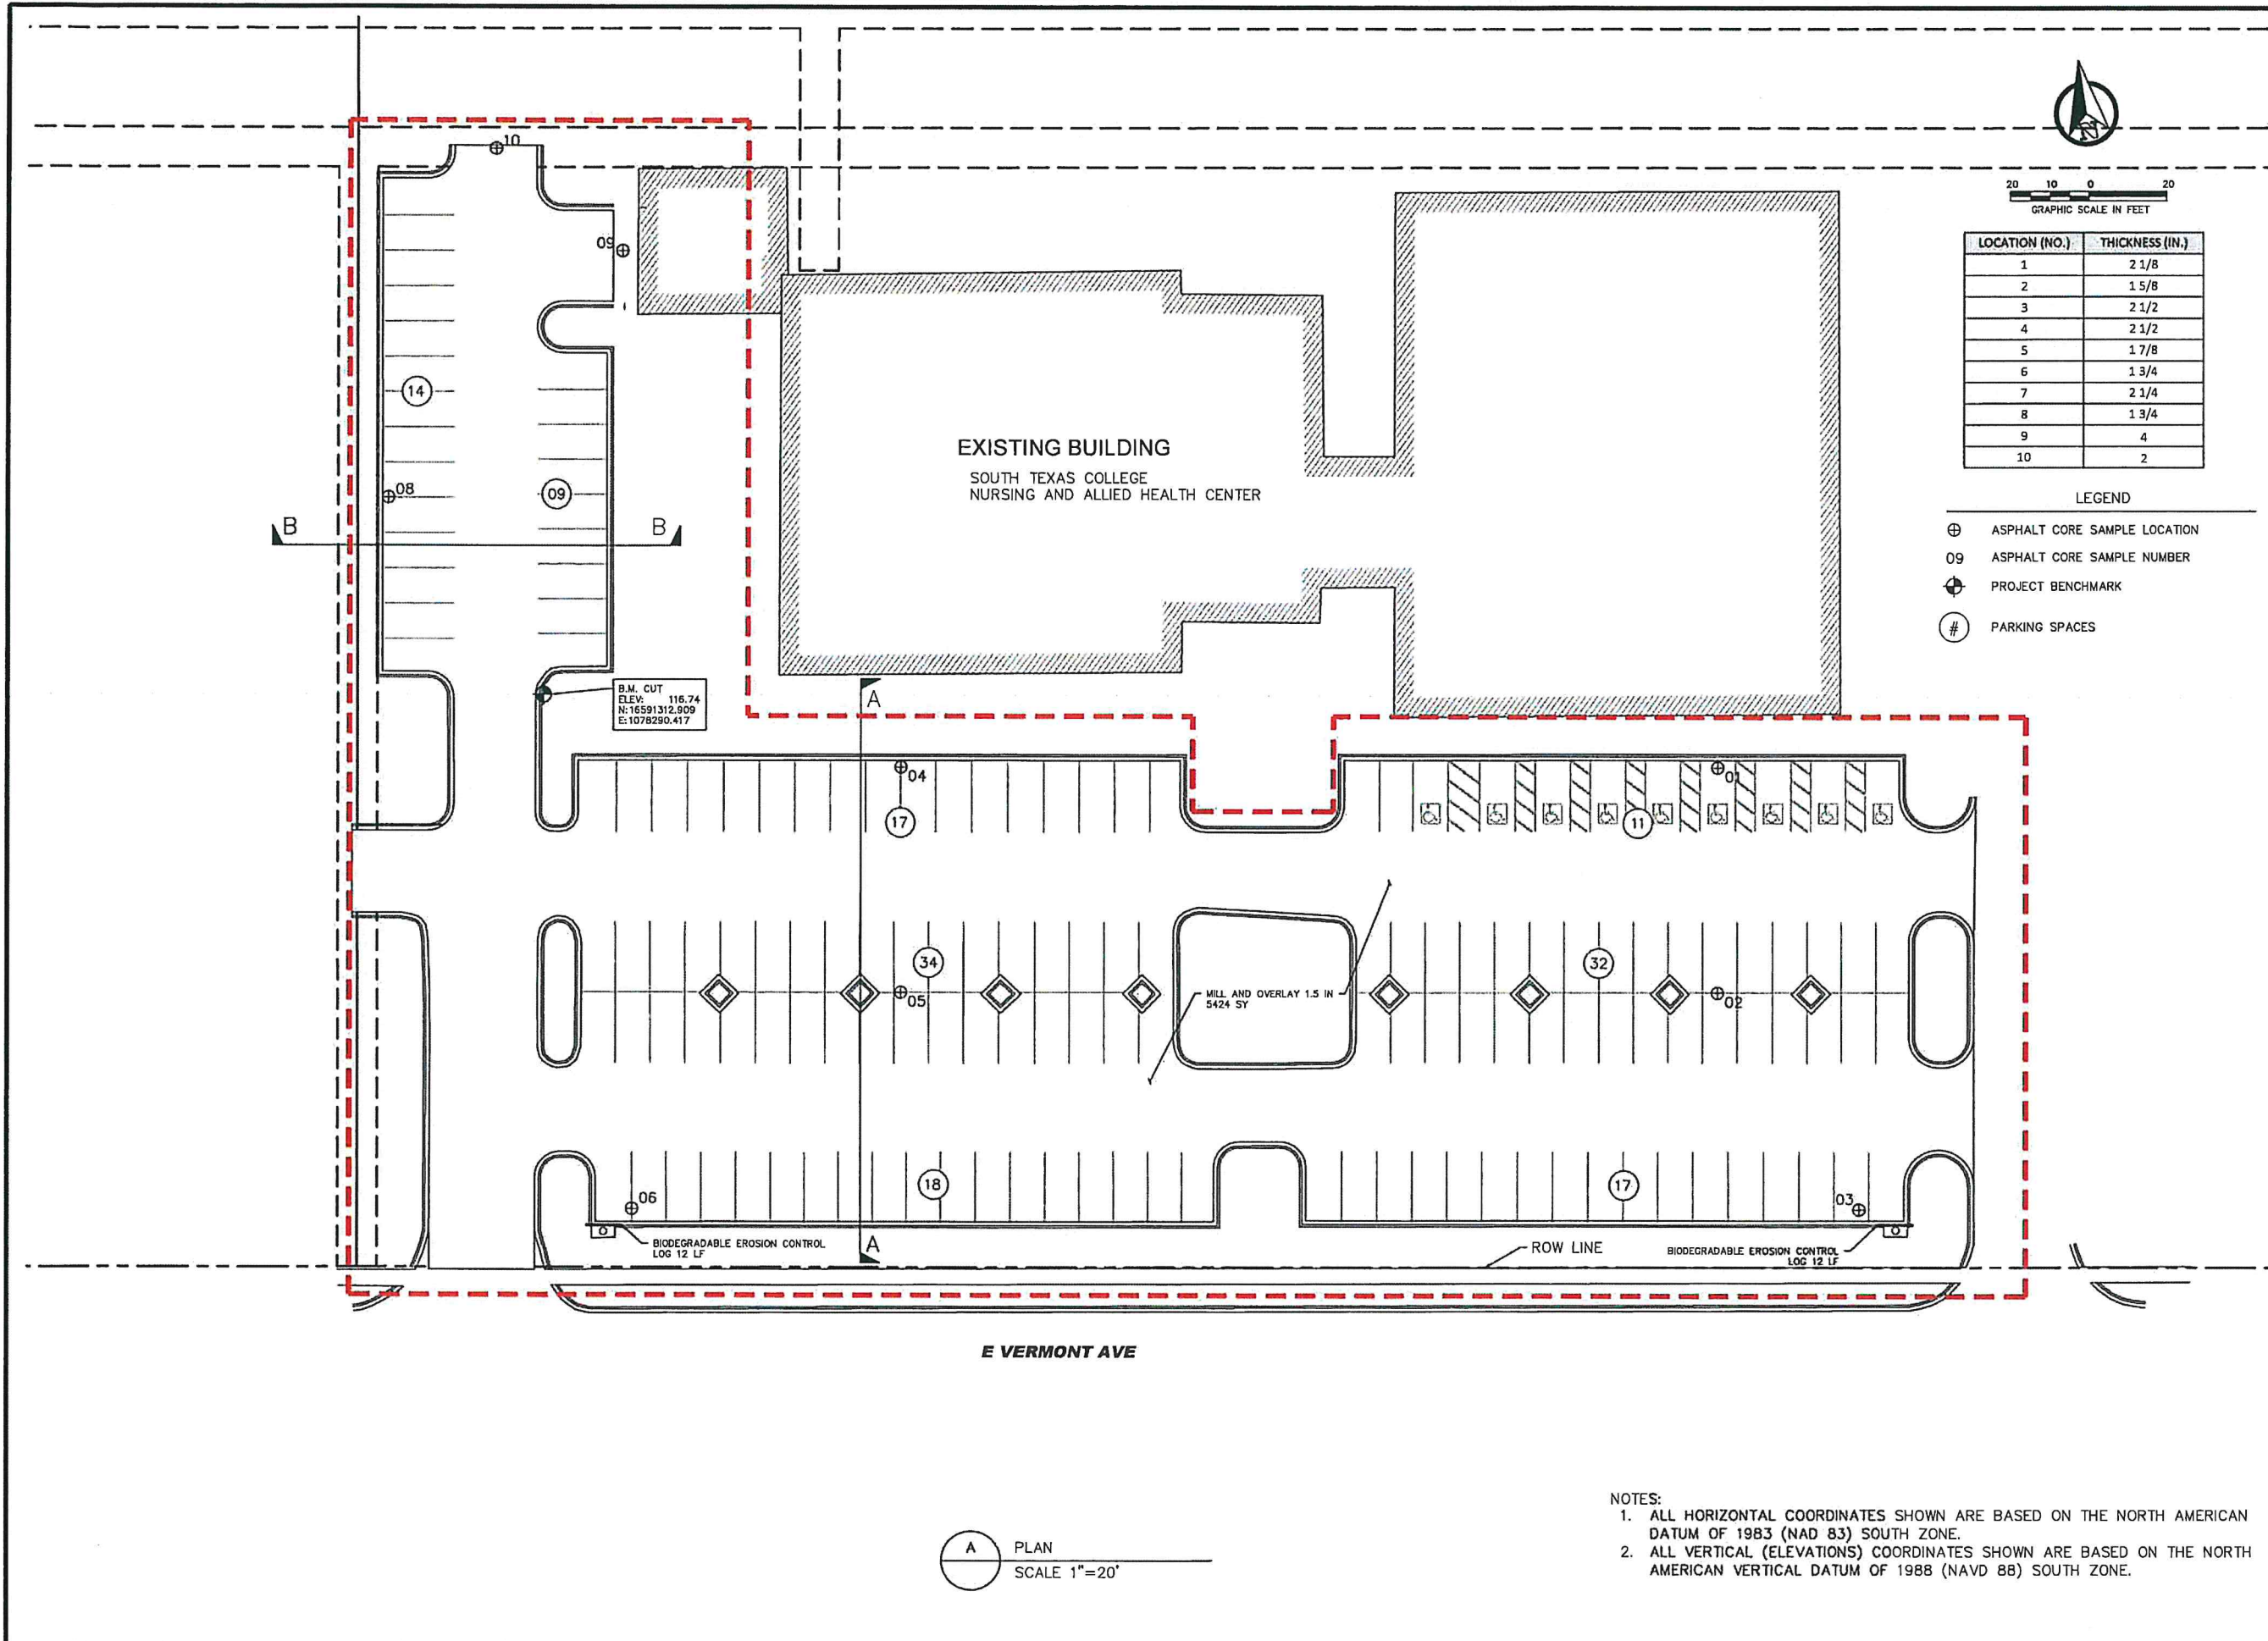 10
09
14
08
09
B
B
B.M. CUT
ELEV: 116.74
N:16591312.909
E:1078290.417
EXISTING BUILDING
SOUTH TEXAS COLLEGE
NURSING AND ALLIED HEALTH CENTER
N
20 10 0 20
GRAPHIC SCALE IN FEET
LOCATION (NO.) THICKNESS (IN.)
1 2 1/8
2 1 5/8
3 2 1/2
4 2 1/2
5 1 7/8
6 1 3/4
7 2 1/4
8 1 3/4
9 4
10 2
LEGEND
ASPHALT CORE SAMPLE LOCATION
09 ASPHALT CORE SAMPLE NUMBER
PROJECT BENCHMARK
# PARKING SPACES
A
04
17
01
11
34
05
MILL AND OVERLAY 1.5 IN
5424 SY
32
02
06
18
17
03
BIODEGRADABLE EROSION CONTROL
LOG 12 LF
A
ROW LINE
BIODEGRADABLE EROSION CONTROL
LOG 12 LF
E VERMONT AVE
A PLAN
SCALE 1"=20'
NOTES:
1. ALL HORIZONTAL COORDINATES SHOWN ARE BASED ON THE NORTH AMERICAN
DATUM OF 1983 (NAD 83) SOUTH ZONE.
2. ALL VERTICAL (ELEVATIONS) COORDINATES SHOWN ARE BASED ON THE NORTH
AMERICAN VERTICAL DATUM OF 1988 (NAVD 88) SOUTH ZONE.